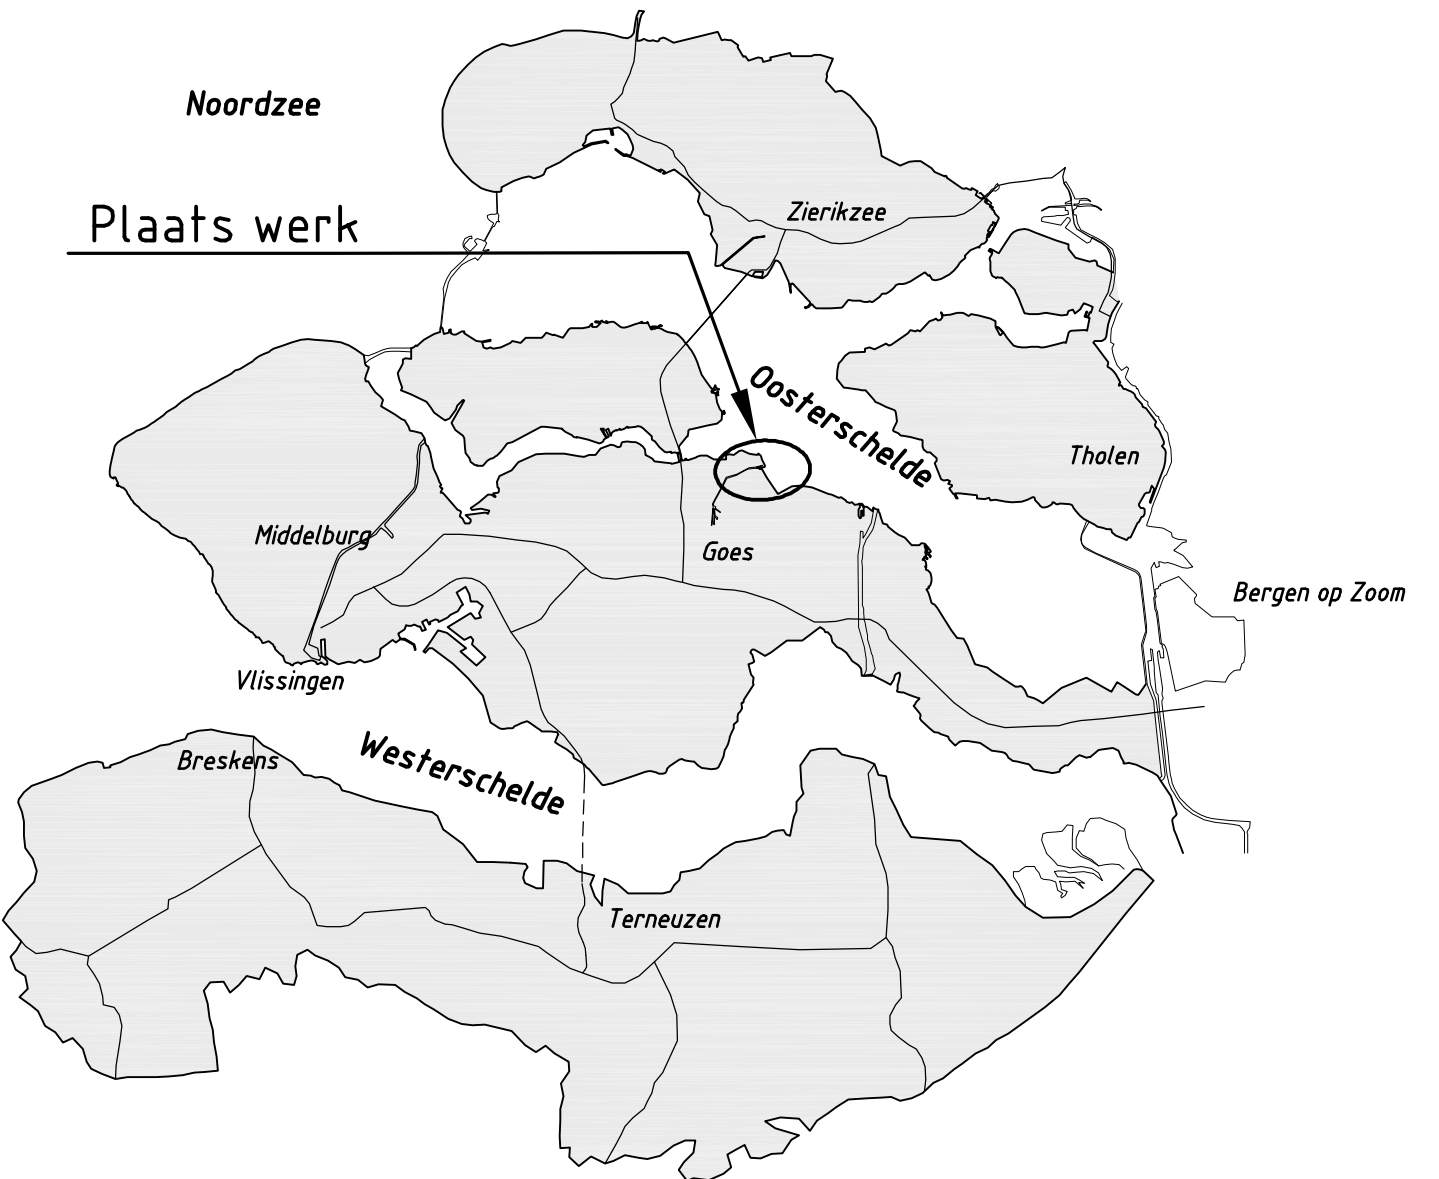 Noordzee
Plaats werk
Zierikzee
Oosterschelde
Tholen
Middelburg
Goes
Bergen op Zoom
Vlissingen
Westerschelde
Breskens
Terneuzen